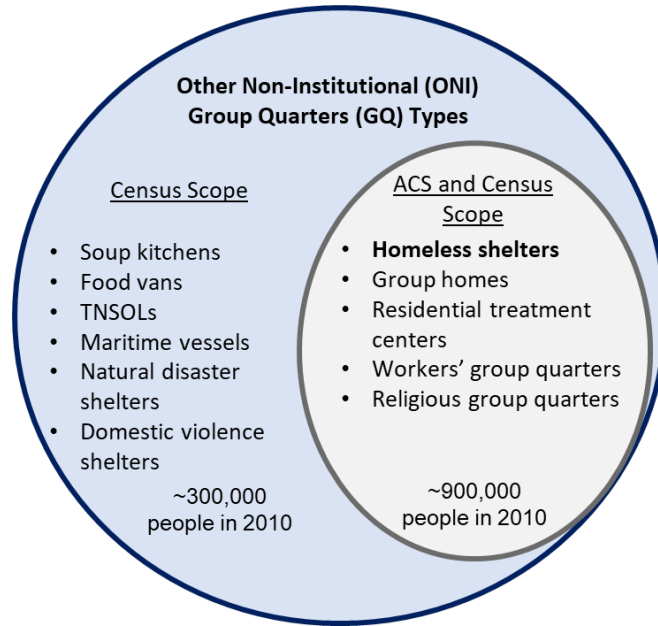 Other Non-Institutional (ONI)
Group Quarters (GQ) Types
Census Scope
• Soup kitchens
• Food vans
• TNSOLs
• Maritime vessels
• Natural disaster
shelters
• Domestic violence
shelters
~300,000
people in 2010
ACS and Census
Scope
• Homeless shelters
• Group homes
• Residential treatment
centers
• Workers’ group quarters
• Religious group quarters
~900,000
people in 2010